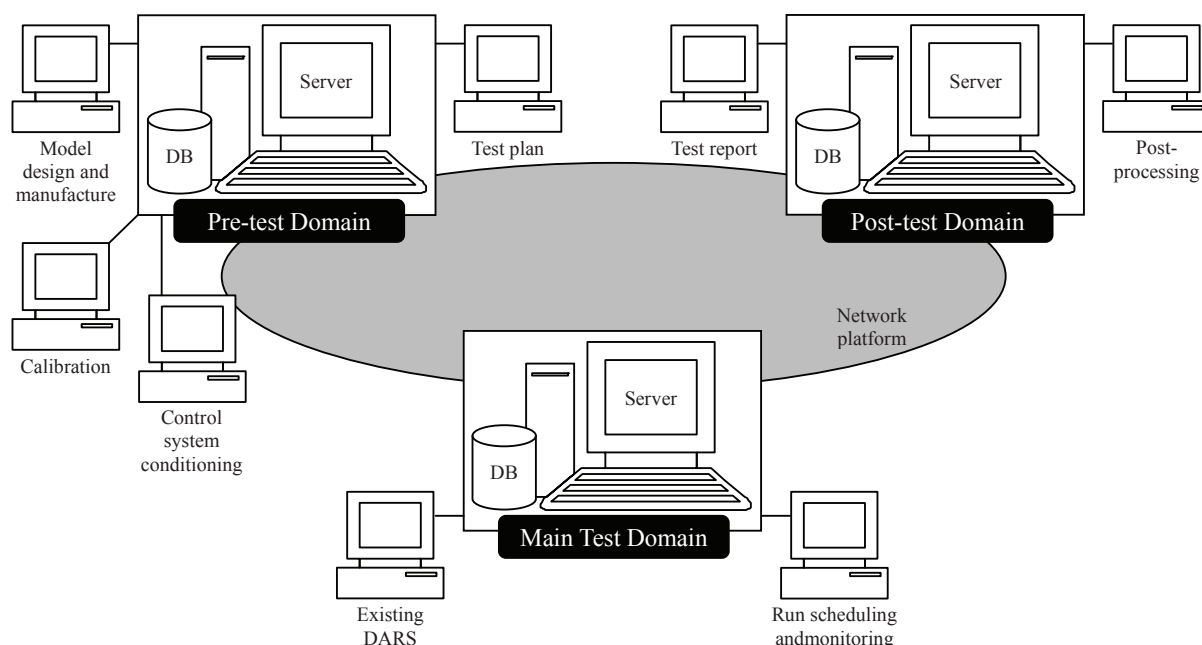 Server
DB
Model
design and
manufacture
Test plan
Pre-test Domain
Calibration
Control
system
conditioning
Server
DB
Test report
Post-
processing
Post-test Domain
Network
platform
Server
DB
Main Test Domain
Existing
DARS
Run scheduling
andmonitoring